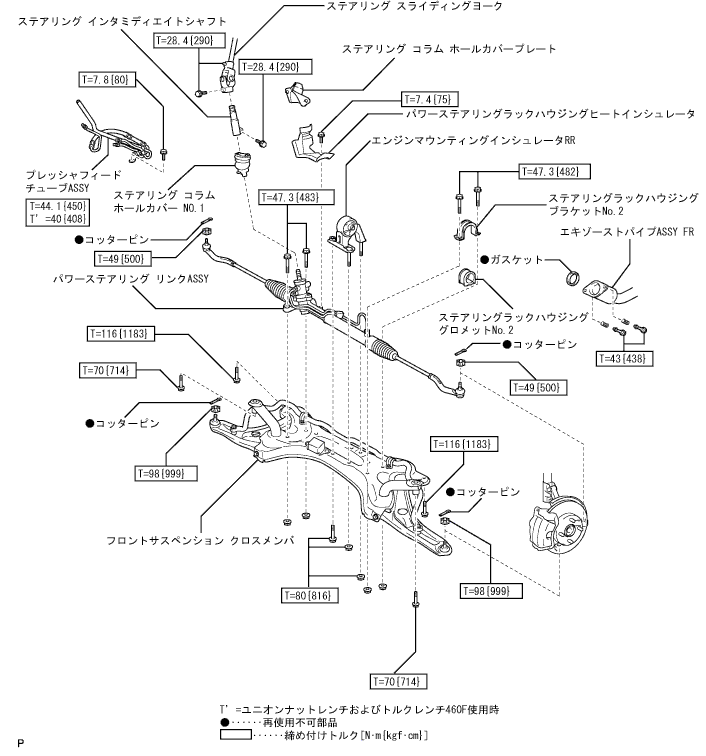 ステアリング スライディングヨーク
ステアリング インタミディエイトシャフト
T=28.4{290}
ステアリング コラム ホールカバープレート
T=28.4{290}
T=7.8{80}
T=7.4{75}
パワーステアリングラックハウジングヒートインシュレータ
エンジンマウンティングインシュレータRR
プレッシャフィード
チューブASSY
T=47.3{482}
ステアリング コラム
ホールカバー NO.1
T=47.3{483}
ステアリングラックハウジング
ブラケットNo.2
T=44.1{450}
T'=40{408}
エキゾーストパイプASSY FR
●コッターピン
T=49{500}
●ガスケット
パワーステアリング リンクASSY
ステアリングラックハウジング
グロメットNo.2
T=116{1183}
●コッターピン
T=43{438}
T=70{714}
T=49{500}
●コッターピン
T=116{1183}
T=98{999}
●コッターピン
フロントサスペンション クロスメンバ
T=80{816}
T=98{999}
T=70{714}
T'=ユニオンナットレンチおよびトルクレンチ460F使用時
●‥‥‥再使用不可部品
‥‥‥締め付けトルク[N・m{kgf・cm}]
P